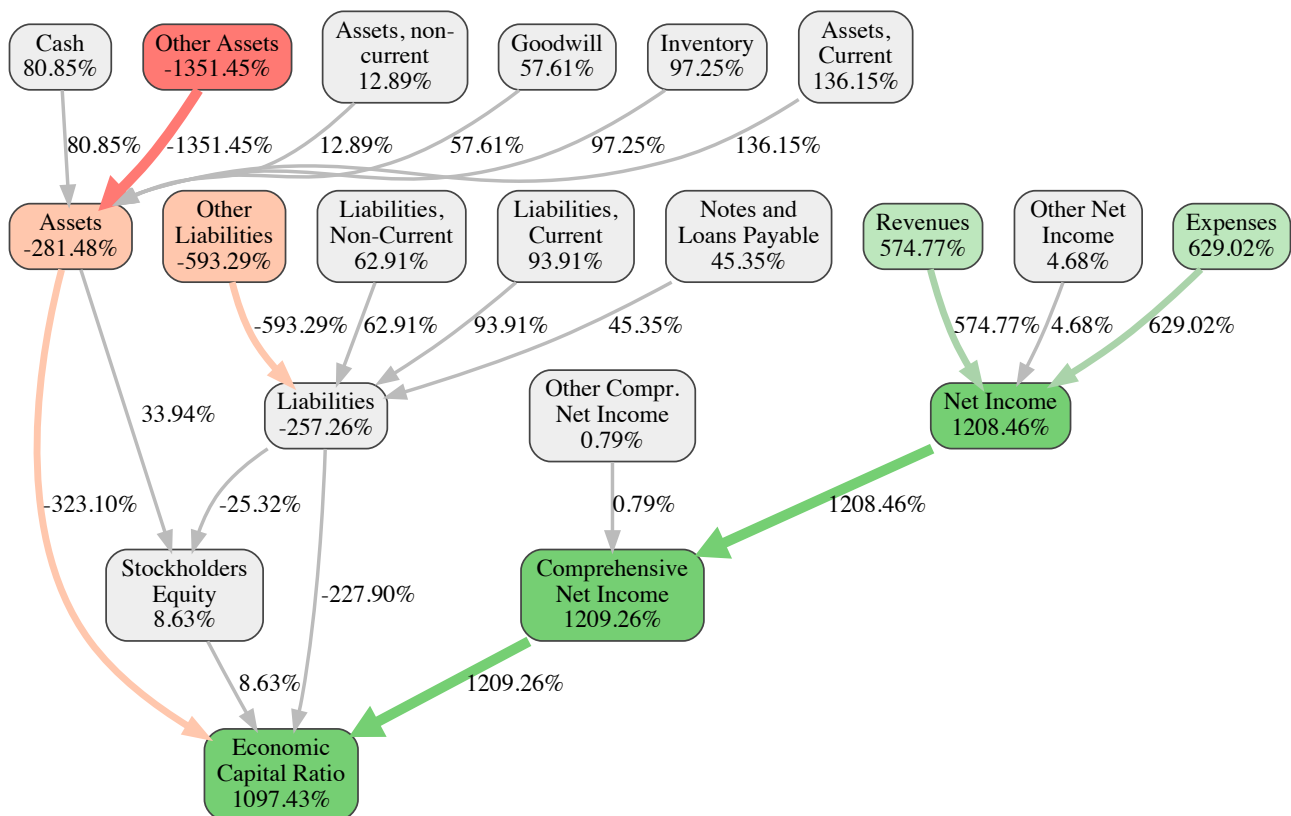 Cash
80.85%
Other Assets
-1351.45%
Assets, non-
current
12.89%
Goodwill
57.61%
Inventory
97.25%
Assets,
Current
136.15%
80.85%
-1351.45%
12.89%
57.61%
97.25%
136.15%
Assets
-281.48%
Other
Liabilities
-593.29%
Liabilities,
Non-Current
62.91%
Liabilities,
Current
93.91%
Notes and
Loans Payable
45.35%
Revenues
574.77%
Other Net
Income
4.68%
Expenses
629.02%
-593.29%
62.91%
93.91%
45.35%
574.77%
4.68%
629.02%
Liabilities
-257.26%
Other Compr.
Net Income
0.79%
Net Income
1208.46%
33.94%
-323.10%
-25.32%
0.79%
1208.46%
Stockholders
Equity
8.63%
-227.90%
Comprehensive
Net Income
1209.26%
8.63%
1209.26%
Economic
Capital Ratio
1097.43%